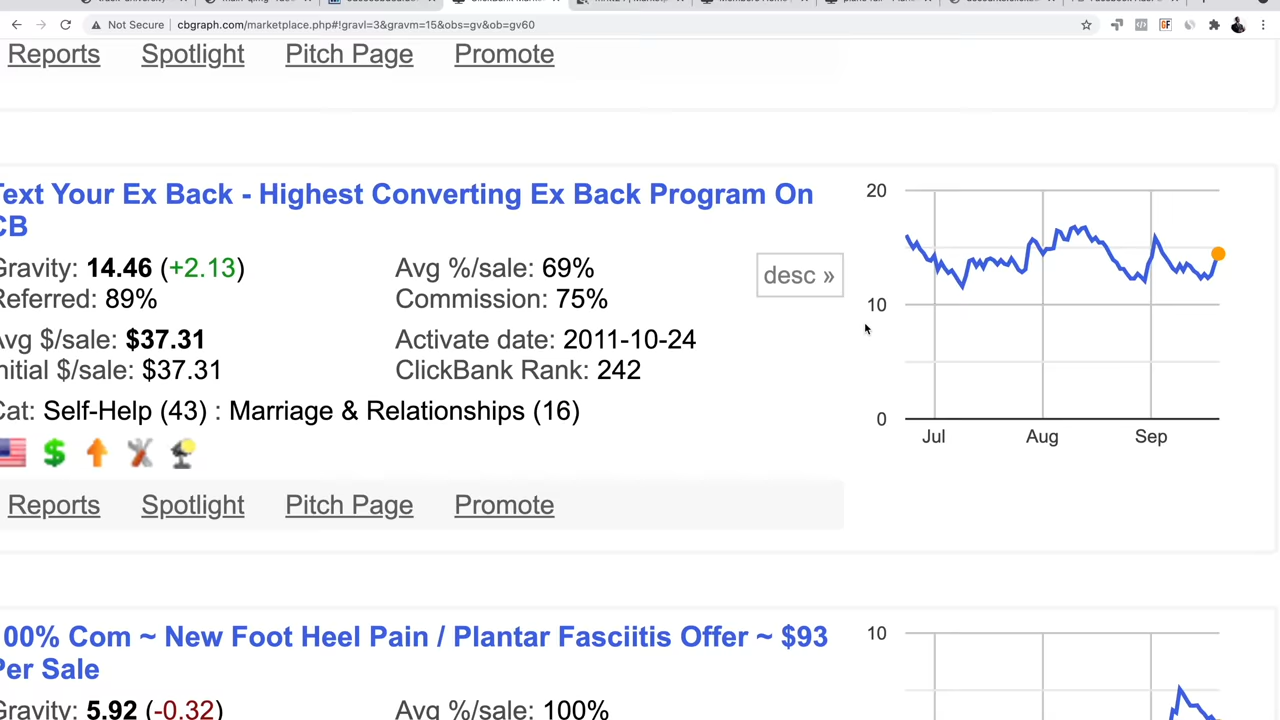 Not Secure | cbgraph.com/marketplace.php#!gravl=3&gravm=15&obs=gv&ob=gv60
Reports Spotlight Pitch Page Promote
Text Your Ex Back - Highest Converting Ex Back Program On
CB
Gravity: 14.46 (+2.13) Avg %/sale: 69%
desc »
Referred: 89% Commission: 75%
Avg $/sale: $37.31 Activate date: 2011-10-24
Initial $/sale: $37.31 ClickBank Rank: 242
Cat: Self-Help (43) : Marriage & Relationships (16)
Reports Spotlight Pitch Page Promote
20
10
0
Jul Aug Sep
100% Com ~ New Foot Heel Pain / Plantar Fasciitis Offer ~ $93
Per Sale
Gravity: 5.92 (-0.32) Avg %/sale: 100%
10